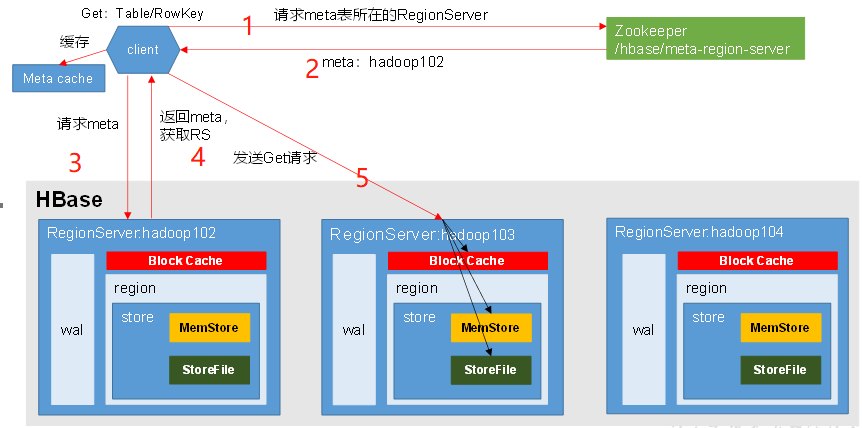 Get：Table/RowKey
1
请求meta表所在的RegionServer
Zookeeper
/hbase/meta-region-server
client
缓存
Meta cache
2
meta：hadoop102
请求meta
返回meta，
获取RS
3
4
发送Get请求
5
HBase
RegionServer:hadoop102
Block Cache
region
wal
store
MemStore
StoreFile
RegionServer:hadoop103
Block Cache
region
wal
store
MemStore
StoreFile
RegionServer:hadoop104
Block Cache
region
wal
store
MemStore
StoreFile